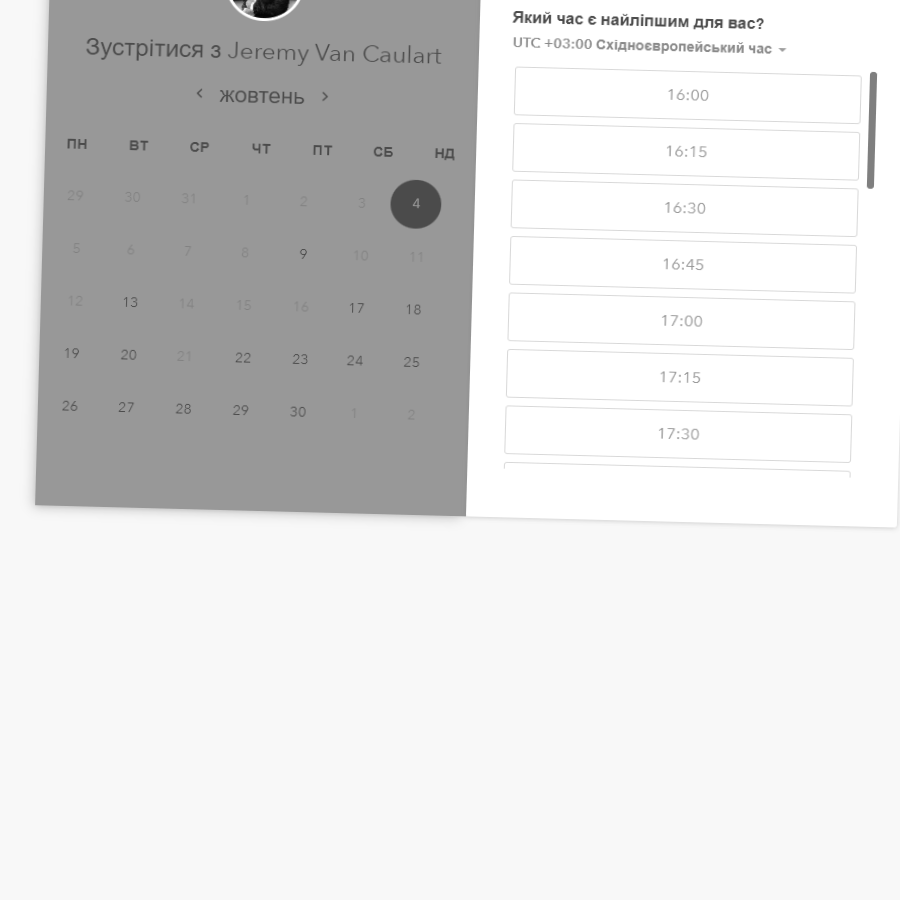 Зустрітися з Jeremy Van Caulart
жовтень
ПН ВТ СР ЧТ ПТ СБ НД
29 30 31 1 2 3 4
5 6 7 8 9 10 11
12 13 14 15 16 17 18
19 20 21 22 23 24 25
26 27 28 29 30 1 2
Який час є найліпшим для вас?
UTC +03:00 Східноєвропейський час
16:00
16:15
16:30
16:45
17:00
17:15
17:30